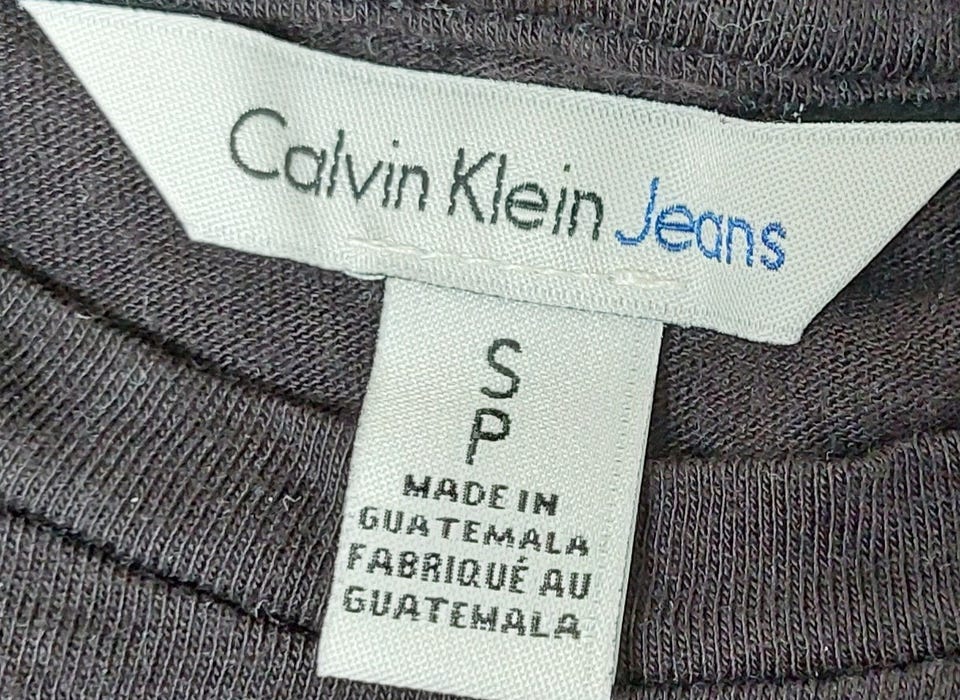 Calvin Klein Jeans
S
P
MADE IN
GUATEMALA
FABRIQUÉ AU
GUATEMALA